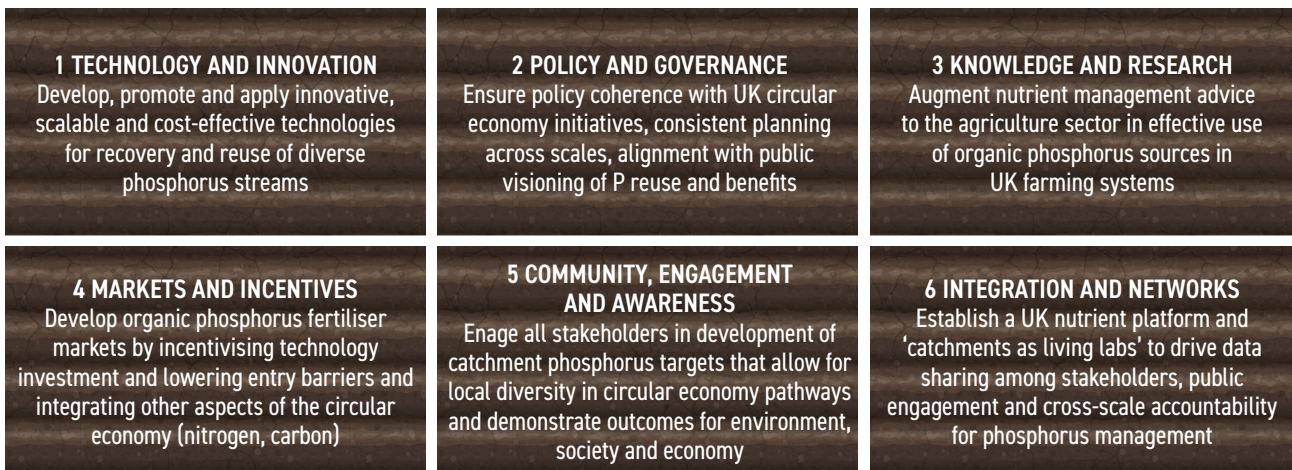 1 TECHNOLOGY AND INNOVATION
Develop, promote and apply innovative,
scalable and cost-effective technologies
for recovery and reuse of diverse
phosphorus streams
2 POLICY AND GOVERNANCE
Ensure policy coherence with UK circular
economy initiatives, consistent planning
across scales, alignment with public
visioning of P reuse and benefits
3 KNOWLEDGE AND RESEARCH
Augment nutrient management advice
to the agriculture sector in effective use
of organic phosphorus sources in
UK farming systems
4 MARKETS AND INCENTIVES
Develop organic phosphorus fertiliser
markets by incentivising technology
investment and lowering entry barriers and
integrating other aspects of the circular
economy (nitrogen, carbon)
5 COMMUNITY, ENGAGEMENT
AND AWARENESS
Enage all stakeholders in development of
catchment phosphorus targets that allow for
local diversity in circular economy pathways
and demonstrate outcomes for environment,
society and economy
6 INTEGRATION AND NETWORKS
Establish a UK nutrient platform and
‘catchments as living labs’ to drive data
sharing among stakeholders, public
engagement and cross-scale accountability
for phosphorus management